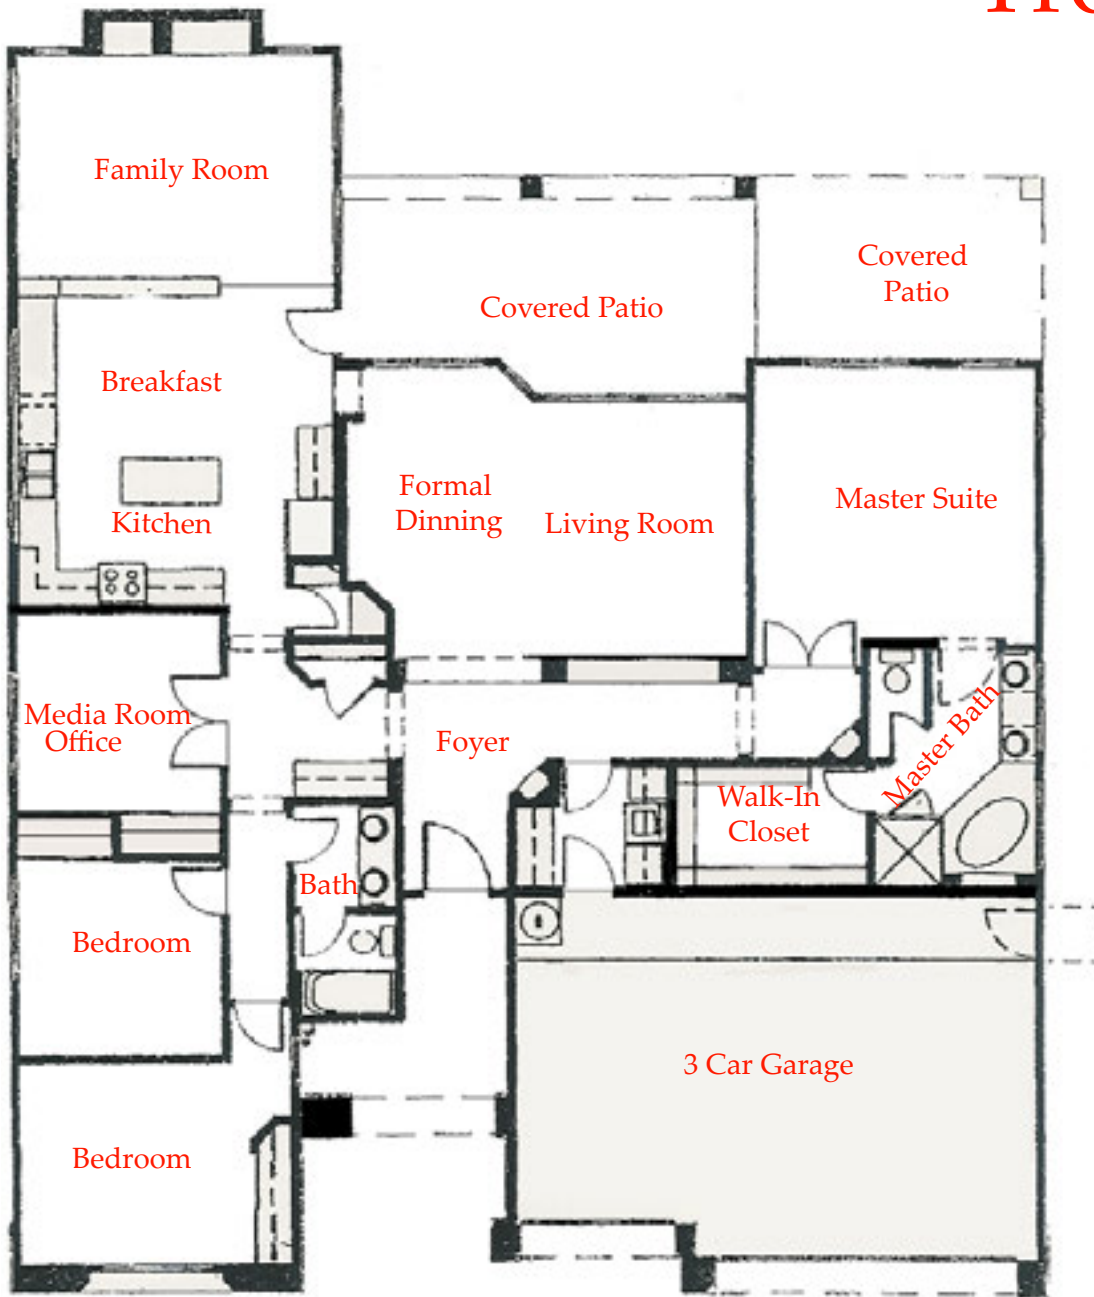 Family Room
Covered
Patio
Covered Patio
Breakfast
Formal
Dinning
Living Room
Master Suite
Kitchen
Media Room
Office
Foyer
Master Bath
Walk-In
Closet
Bath
Bedroom
3 Car Garage
Bedroom